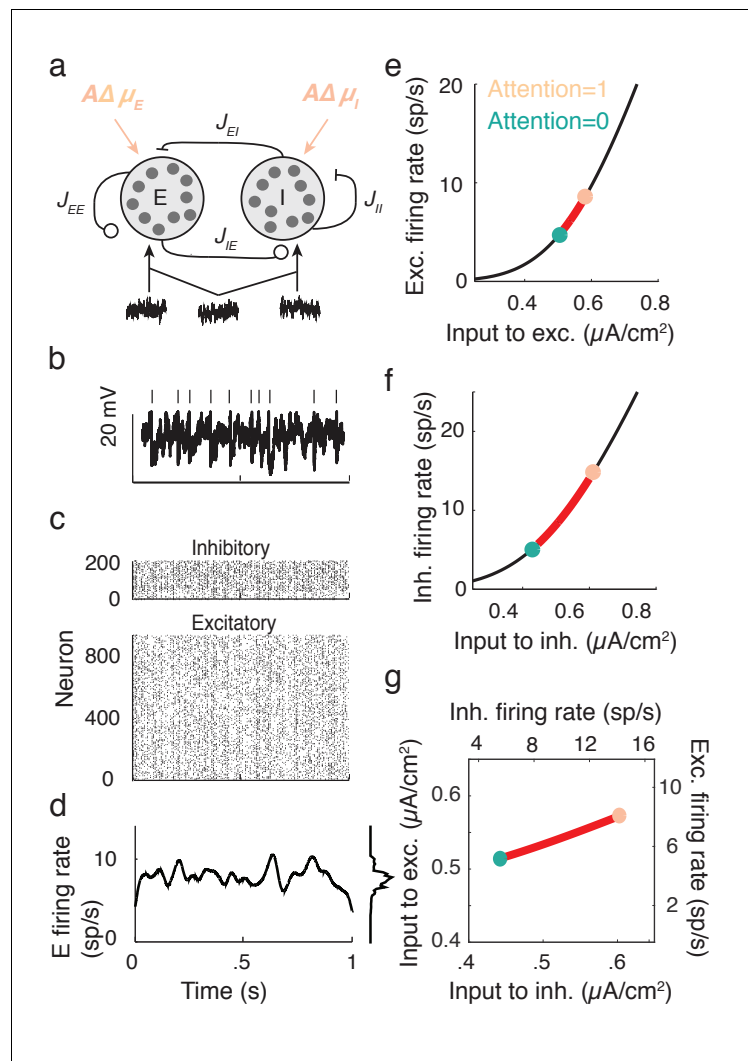 a
AΔ μE
AΔ μI
JEI
JEE
E
I
JII
JIE
b
20 mV
c
Inhibitory
200
0
Excitatory
800
400
0
Neuron
d
E firing rate
(sp/s)
10
0
0
.5
1
Time (s)
e
Attention=1
Attention=0
Exc. firing rate (sp/s)
20
10
0
0.4
0.6
0.8
Input to exc. (µA/cm²)
f
Inh. firing rate (sp/s)
20
10
0
0.4
0.6
0.8
Input to inh. (µA/cm²)
g
Inh. firing rate (sp/s)
4
8
12
16
Input to exc. (µA/cm²)
0.6
0.5
0.4
10
6
2
Exc. firing rate (sp/s)
.4
.5
.6
Input to inh. (µA/cm²)